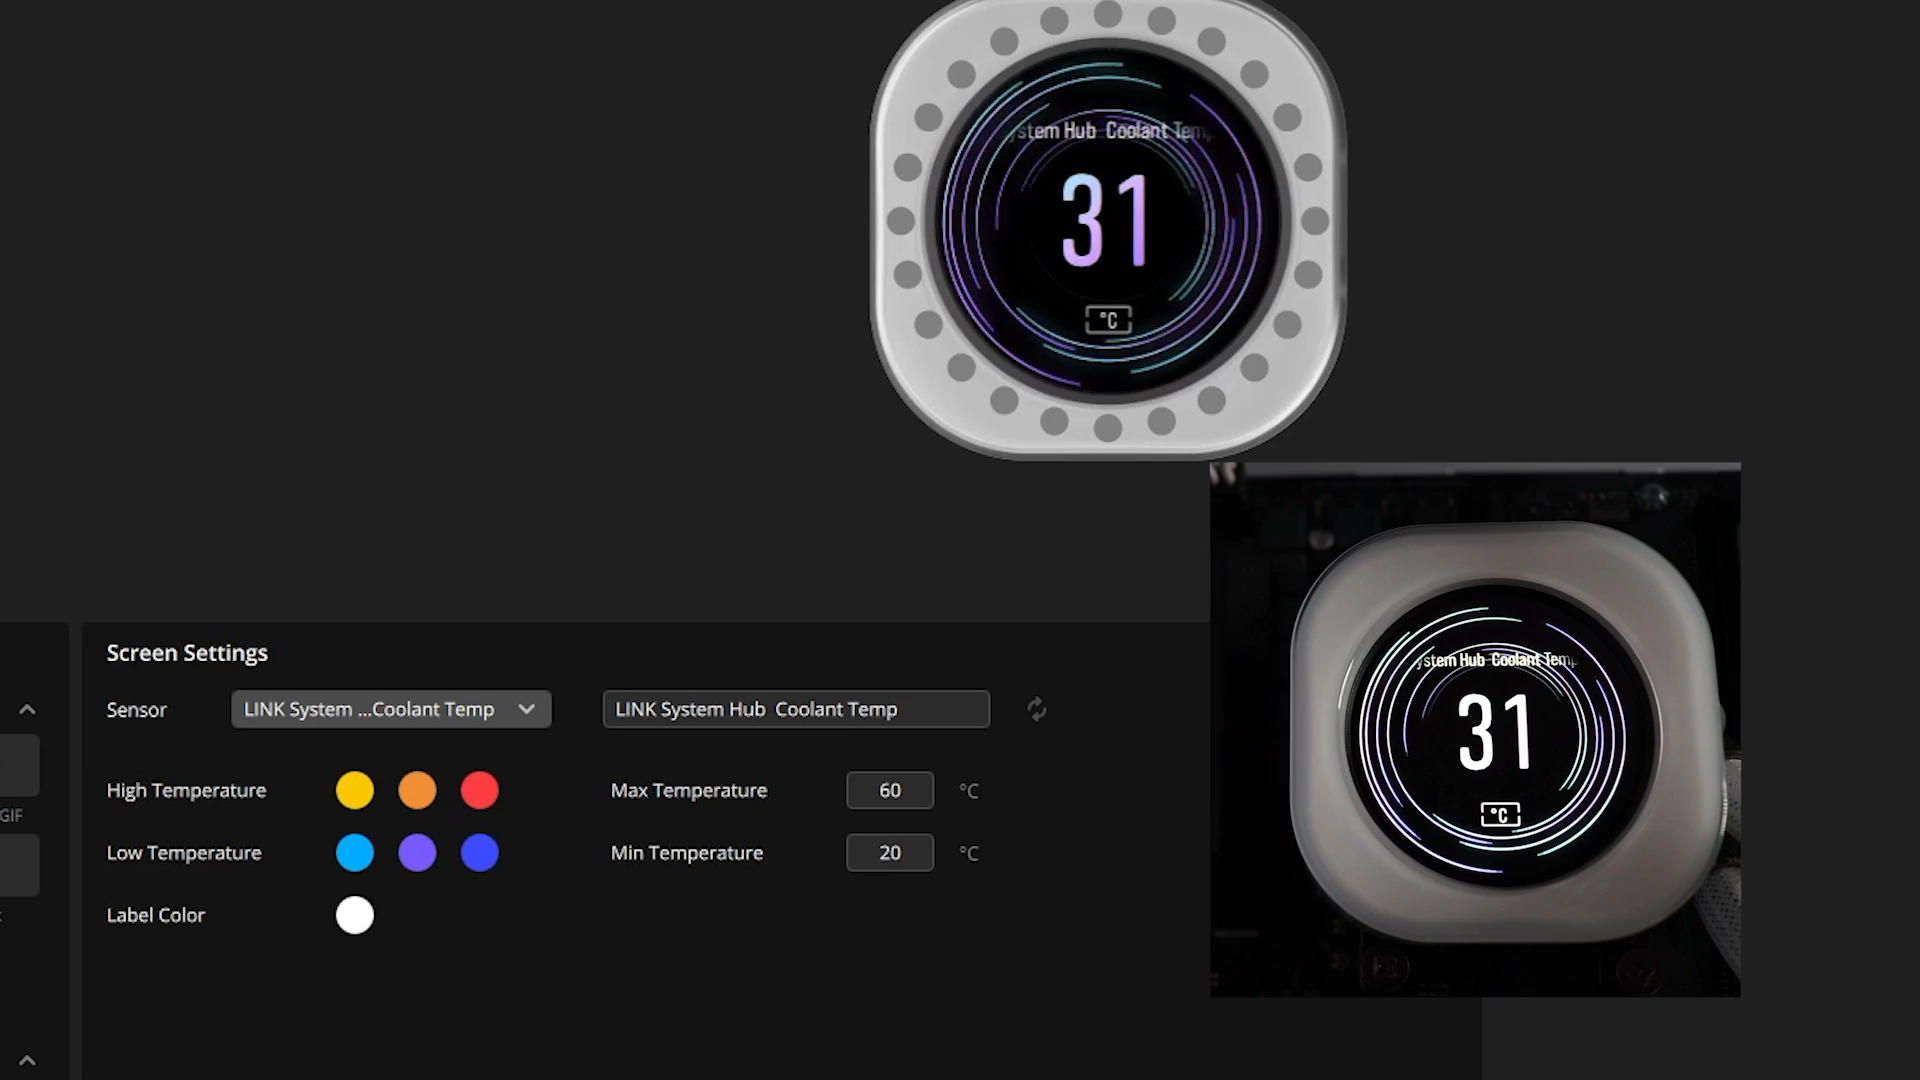 ystem Hub Coolant Temp
31
°C
Screen Settings
Sensor
LINK System ...Coolant Temp
LINK System Hub Coolant Temp
High Temperature
Max Temperature
60
°C
Low Temperature
Min Temperature
20
°C
Label Color
GIF
ystem Hub Coolant Temp
31
°C